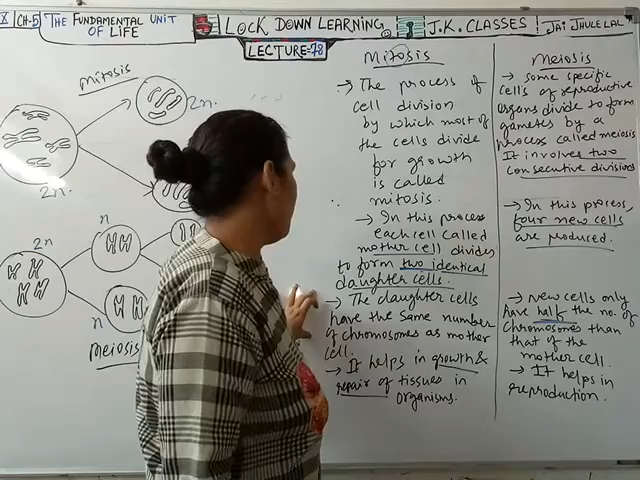 X CH-5 THE FUNDAMENTAL UNIT OF LIFE
5 LOCK DOWN LEARNING
J.K. CLASSES
JAI JHULELAL
LECTURE-78
mitosis
2n.
2n.
2n
n
n
meiosis
Mitosis
→ The process of
cell division
by which most of
the cells divide
for growth
is called
mitosis.
→ In this process
each cell called
mother cell divides
to form two identical
daughter cells.
→ The daughter cells
have the same number
of chromosomes as mother
cell.
→ It helps in growth &
repair of tissues in
organisms.
Meiosis
→ some specific
cells of reproductive
organs divide to form
gametes by a
process called meiosis
It involves two
consecutive divisions
→ In this process,
four new cells
are produced.
→ New cells only
have half the no. of
chromosomes than
that of the
mother cell.
→ It helps in
reproduction.